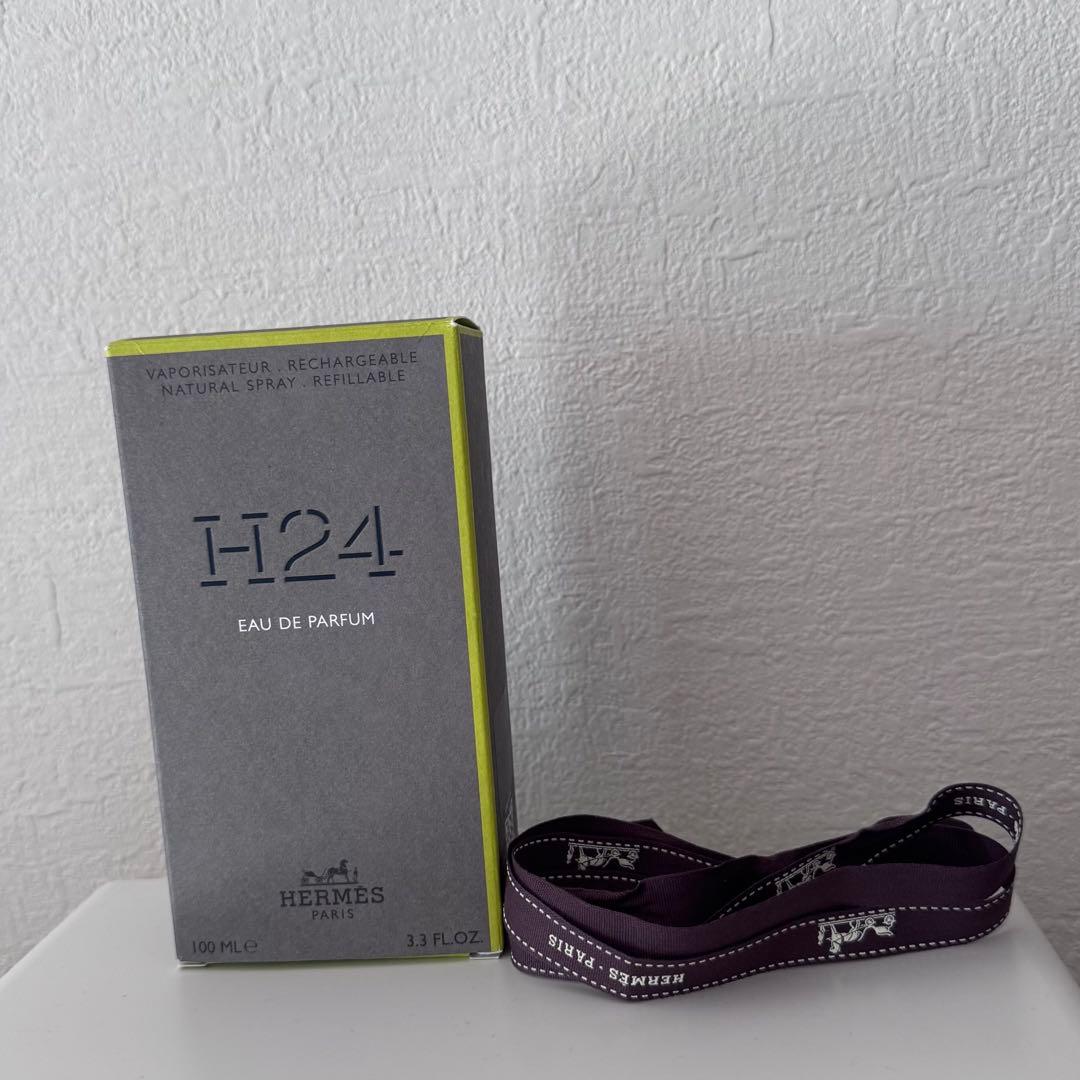 VAPORISATEUR . RECHARGEABLE
NATURAL SPRAY . REFILLABLE
H24
EAU DE PARFUM
HERMÈS
PARIS
100 ML℮
3.3 FL.OZ.
PARIS
HERMÈS · PARIS